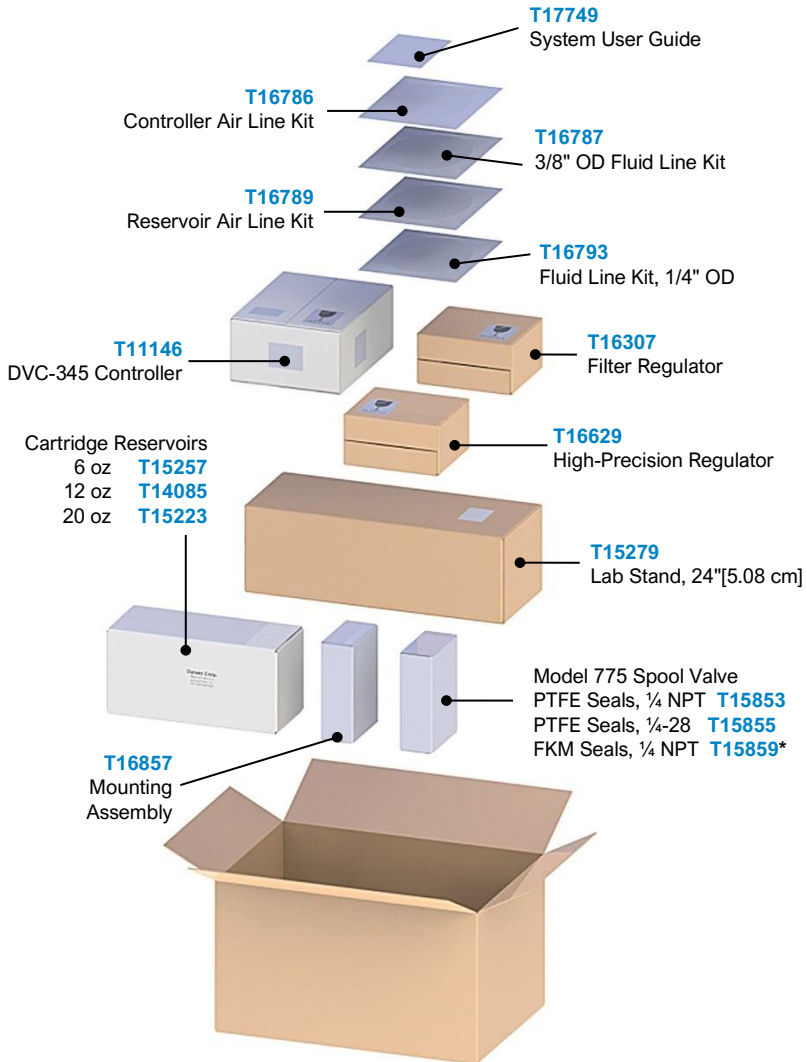 T17749
System User Guide
T16786
Controller Air Line Kit
T16787
3/8" OD Fluid Line Kit
T16789
Reservoir Air Line Kit
T16793
Fluid Line Kit, 1/4" OD
T11146
DVC-345 Controller
T16307
Filter Regulator
T16629
High-Precision Regulator
Cartridge Reservoirs
6 oz T15257
12 oz T14085
20 oz T15223
T15279
Lab Stand, 24"[5.08 cm]
Model 775 Spool Valve
PTFE Seals, ¼ NPT T15853
PTFE Seals, ¼-28 T15855
FKM Seals, ¼ NPT T15859*
T16857
Mounting
Assembly